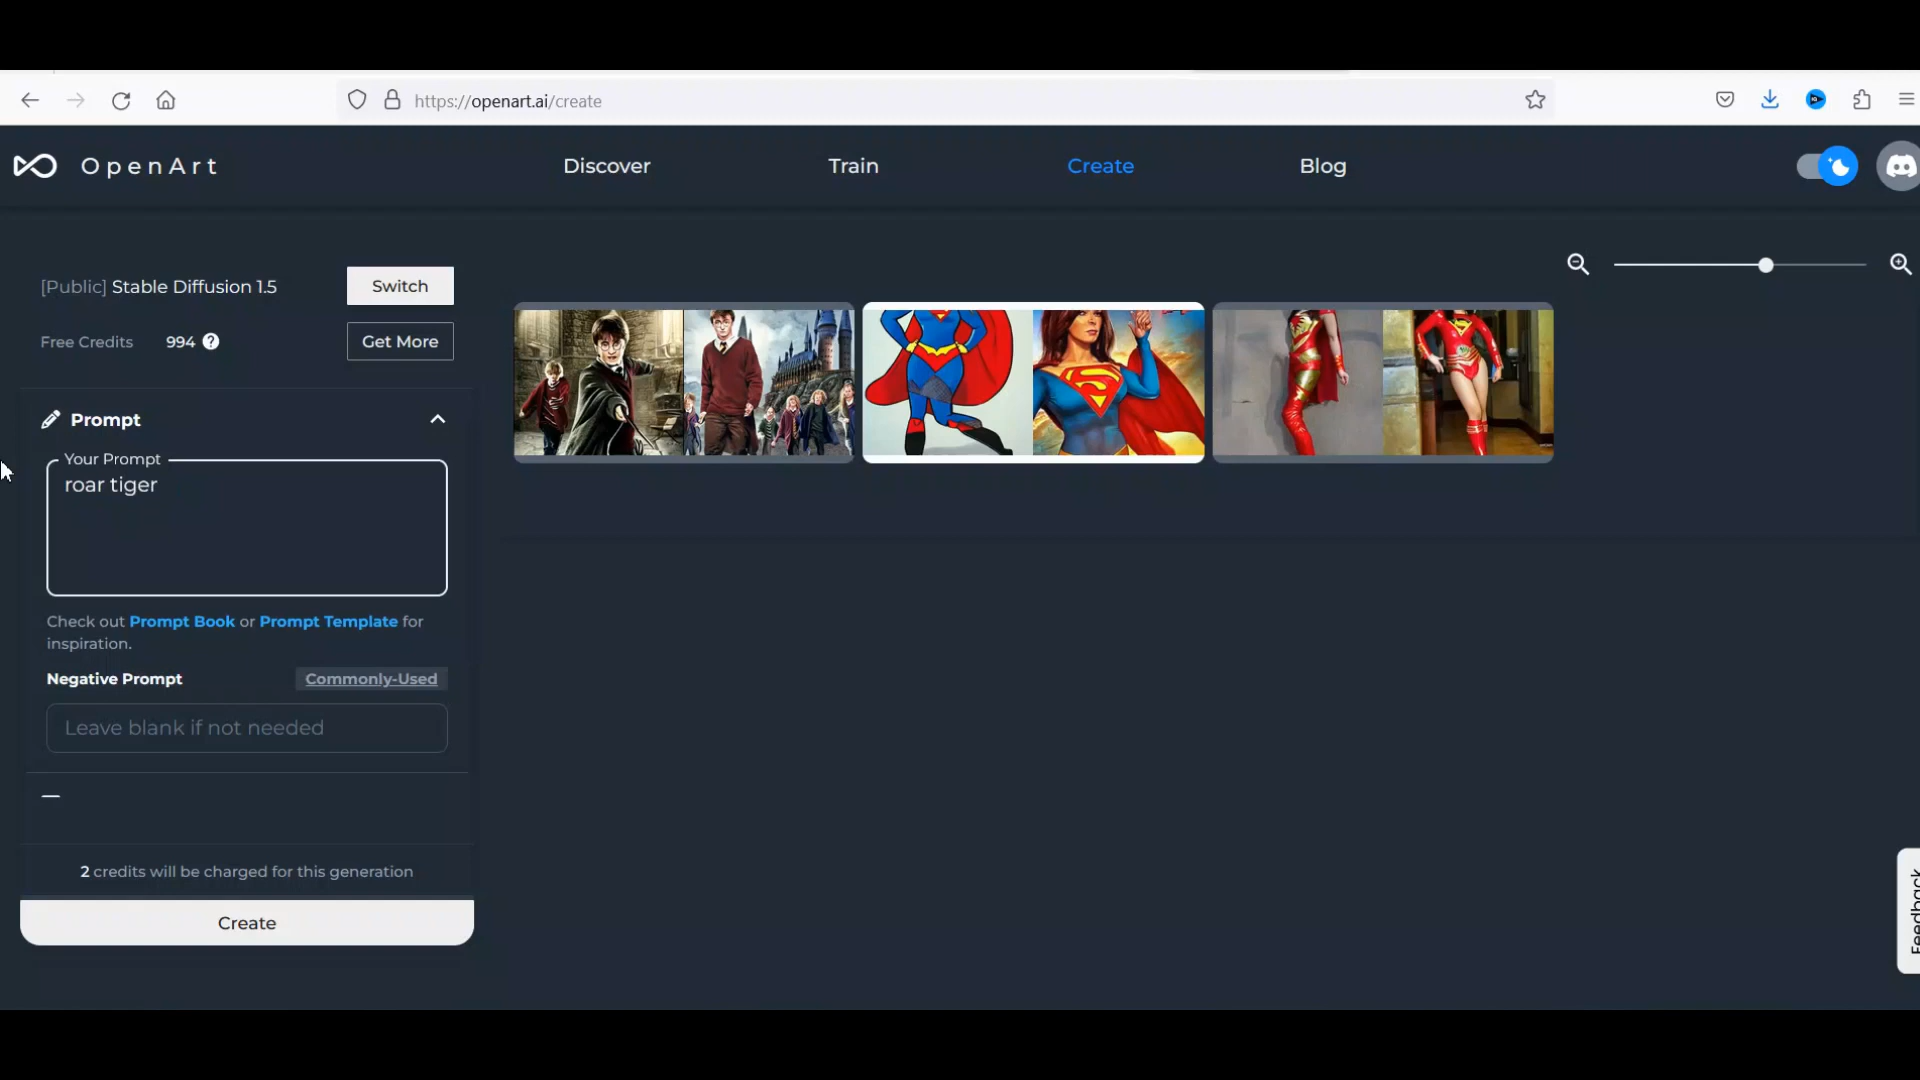 https://openart.ai/create
OpenArt
Discover
Train
Create
Blog
[Public] Stable Diffusion 1.5
Switch
Free Credits 994 ?
Get More
Prompt
Your Prompt
roar tiger
Check out Prompt Book or Prompt Template for
inspiration.
Negative Prompt
Commonly-Used
Leave blank if not needed
2 credits will be charged for this generation
Create
Feedback